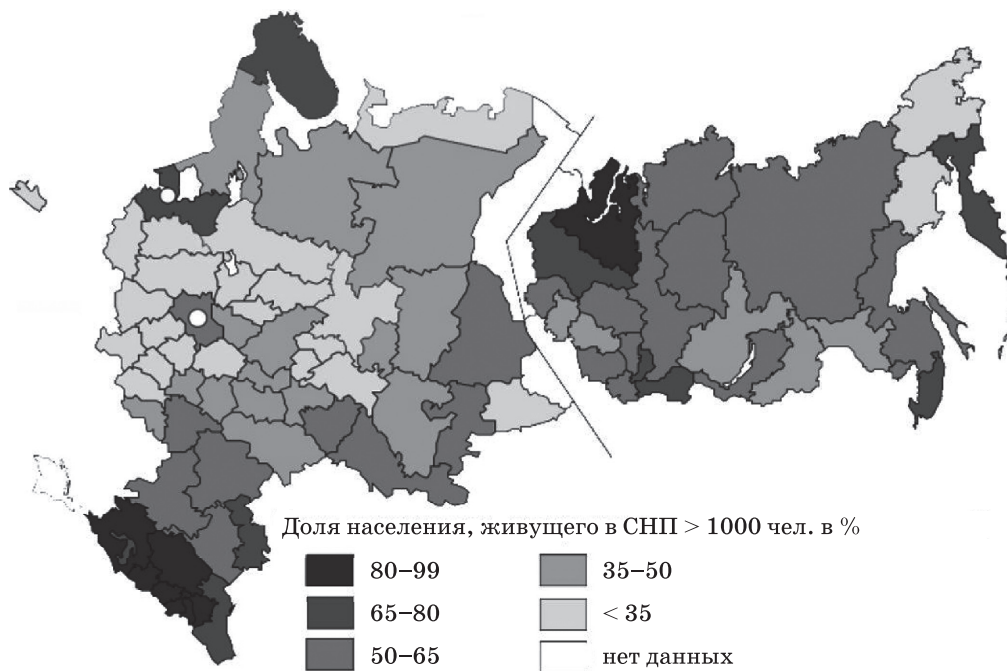 Доля населения, живущего в СНП > 1000 чел. в %
80–99
65–80
50–65
35–50
< 35
нет данных